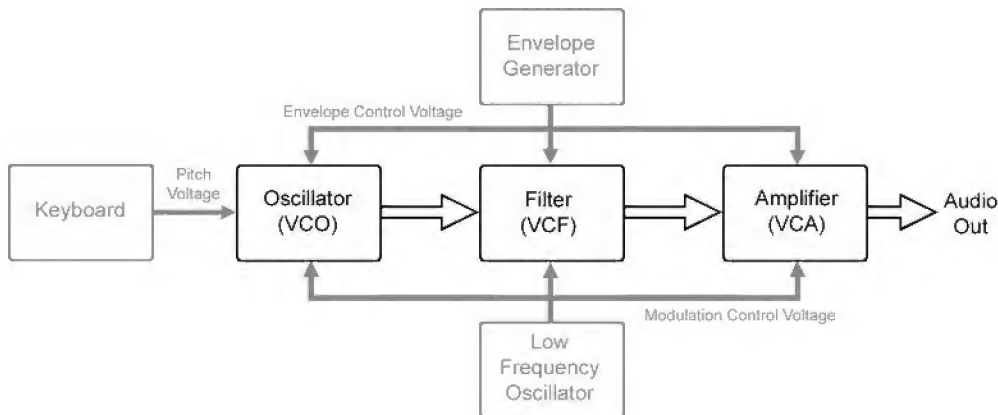 Envelope
Generator
Envelope Control Voltage
Keyboard
Pitch
Voltage
Oscillator
(VCO)
Filter
(VCF)
Amplifier
(VCA)
Audio
Out
Modulation Control Voltage
Low
Frequency
Oscillator